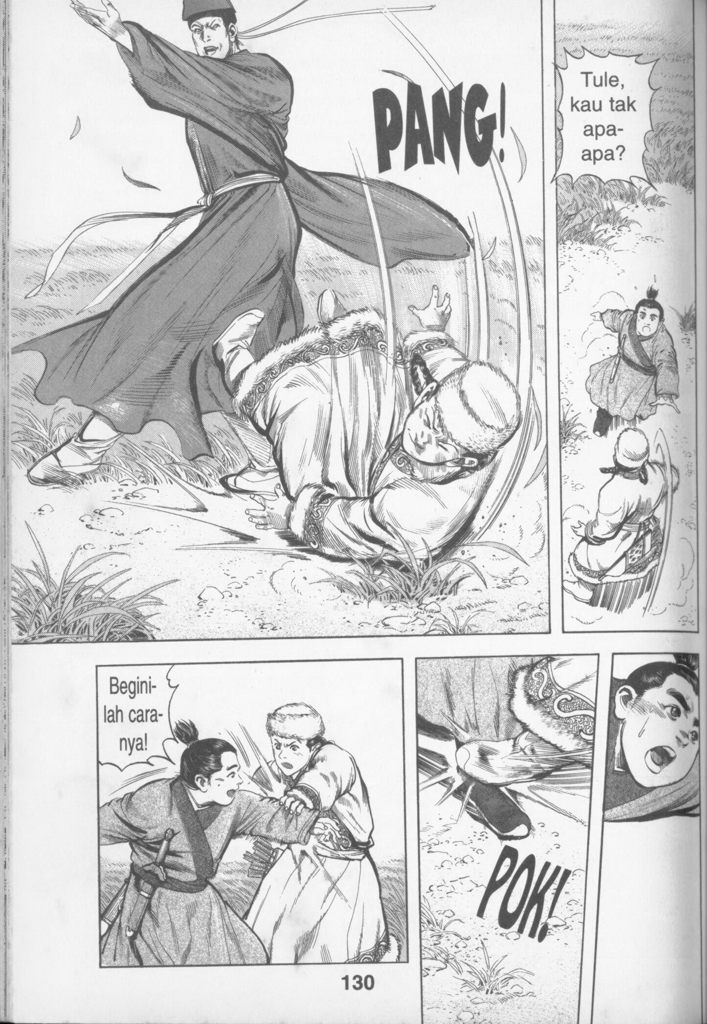 PANG!
Tule,
kau tak
apa-
apa?
Begini-
lah cara-
nya!
POK!
130